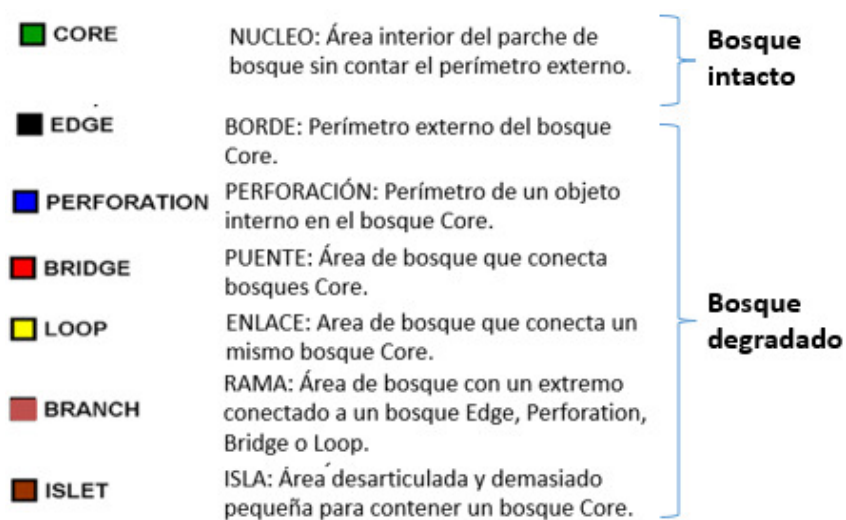 CORE
NUCLEO: Área interior del parche de
bosque sin contar el perímetro externo.
Bosque
intacto
EDGE
BORDE: Perímetro externo del bosque
Core.
PERFORATION
PERFORACIÓN: Perímetro de un objeto
interno en el bosque Core.
BRIDGE
PUENTE: Área de bosque que conecta
bosques Core.
LOOP
ENLACE: Area de bosque que conecta un
mismo bosque Core.
Bosque
degradado
BRANCH
RAMA: Área de bosque con un extremo
conectado a un bosque Edge, Perforation,
Bridge o Loop.
ISLET
ISLA: Área desarticulada y demasiado
pequeña para contener un bosque Core.